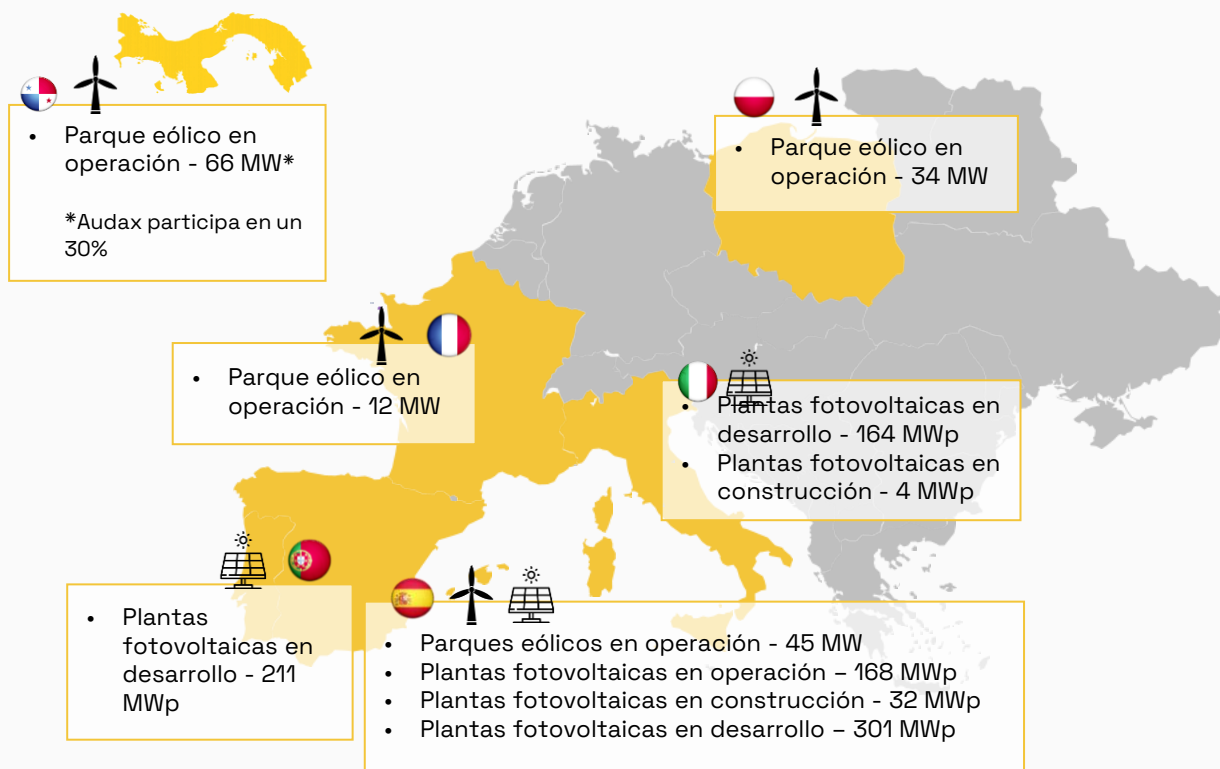 • Parque eólico en
operación - 66 MW*
*Audax participa en un
30%
• Parque eólico en
operación - 34 MW
• Parque eólico en
operación - 12 MW
• Plantas fotovoltaicas en
desarrollo - 164 MWp
• Plantas fotovoltaicas en
construcción - 4 MWp
• Plantas
fotovoltaicas en
desarrollo - 211
MWp
• Parques eólicos en operación - 45 MW
• Plantas fotovoltaicas en operación – 168 MWp
• Plantas fotovoltaicas en construcción - 32 MWp
• Plantas fotovoltaicas en desarrollo – 301 MWp